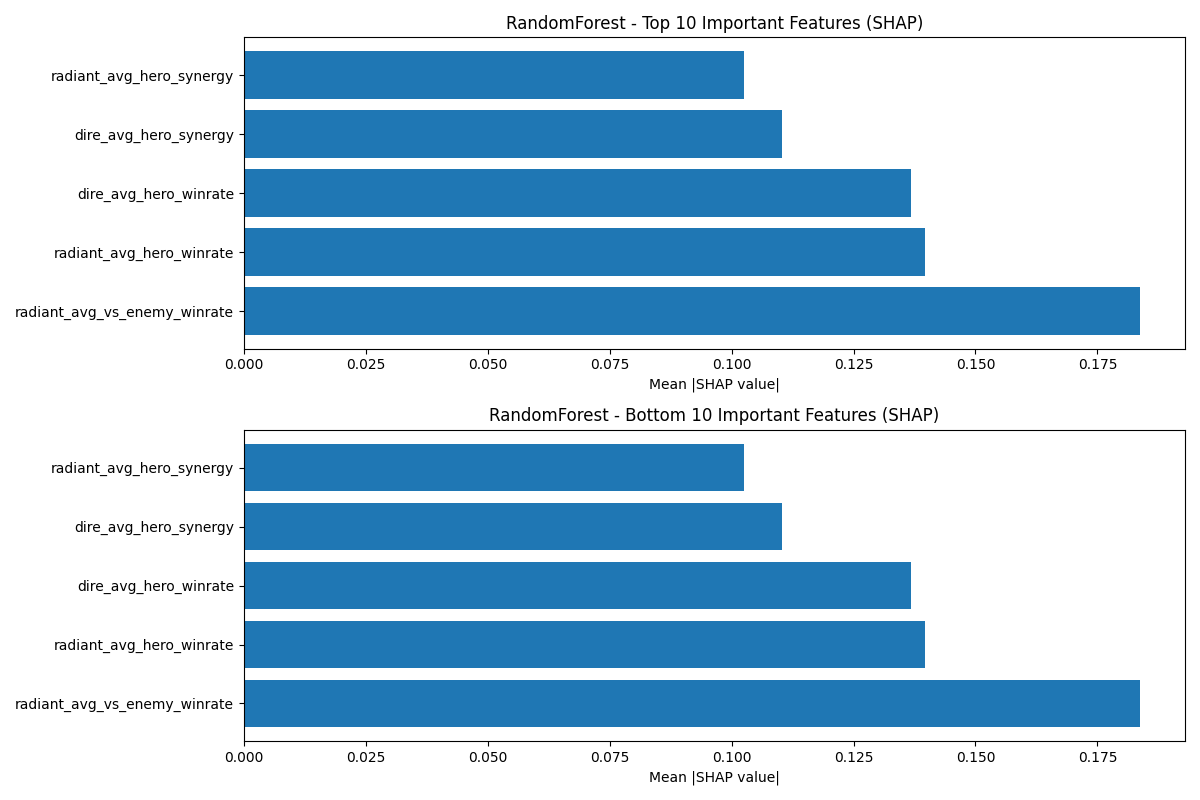 RandomForest - Top 10 Important Features (SHAP)
radiant_avg_hero_synergy
dire_avg_hero_synergy
dire_avg_hero_winrate
radiant_avg_hero_winrate
radiant_avg_vs_enemy_winrate
0.000 0.025 0.050 0.075 0.100 0.125 0.150 0.175
Mean |SHAP value|
RandomForest - Bottom 10 Important Features (SHAP)
radiant_avg_hero_synergy
dire_avg_hero_synergy
dire_avg_hero_winrate
radiant_avg_hero_winrate
radiant_avg_vs_enemy_winrate
0.000 0.025 0.050 0.075 0.100 0.125 0.150 0.175
Mean |SHAP value|